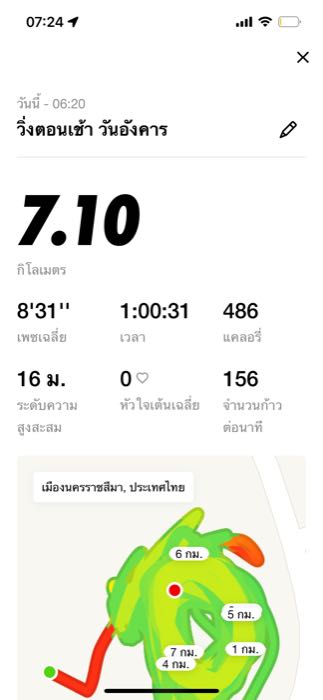 07:24
วันนี้ - 06:20
วิ่งตอนเช้า วันอังคาร
7.10
กิโลเมตร
8'31''
1:00:31
486
เพซเฉลี่ย
เวลา
แคลอรี่
16 ม.
0
156
ระดับความ
สูงสะสม
หัวใจเต้นเฉลี่ย
จำนวนก้าว
ต่อนาที
เมืองนครราชสีมา, ประเทศไทย
6 กม.
5 กม.
1 กม.
7 กม.
4 กม.